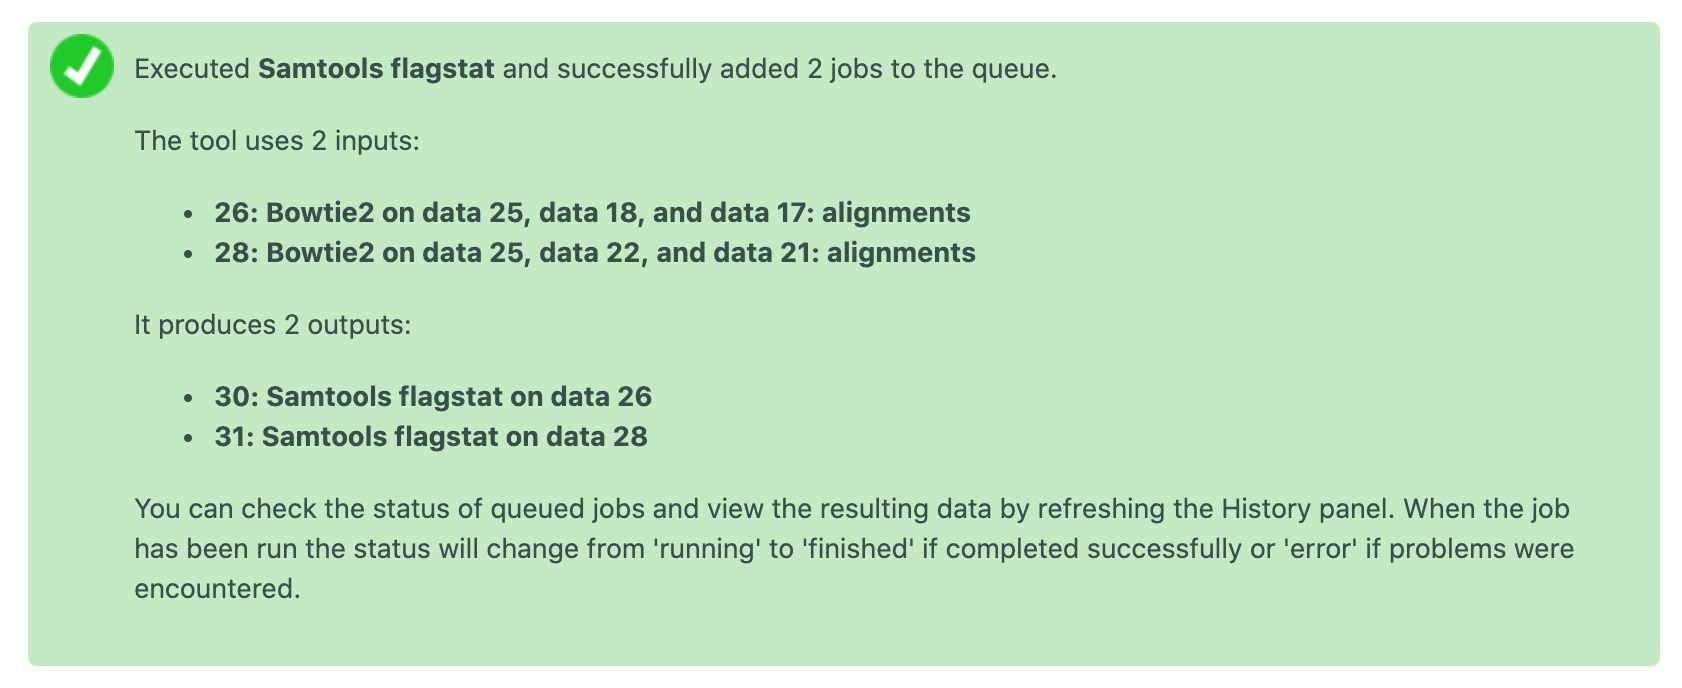 Executed Samtools flagstat and successfully added 2 jobs to the queue.
The tool uses 2 inputs:
• 26: Bowtie2 on data 25, data 18, and data 17: alignments
• 28: Bowtie2 on data 25, data 22, and data 21: alignments
It produces 2 outputs:
• 30: Samtools flagstat on data 26
• 31: Samtools flagstat on data 28
You can check the status of queued jobs and view the resulting data by refreshing the History panel. When the job
has been run the status will change from 'running' to 'finished' if completed successfully or 'error' if problems were
encountered.